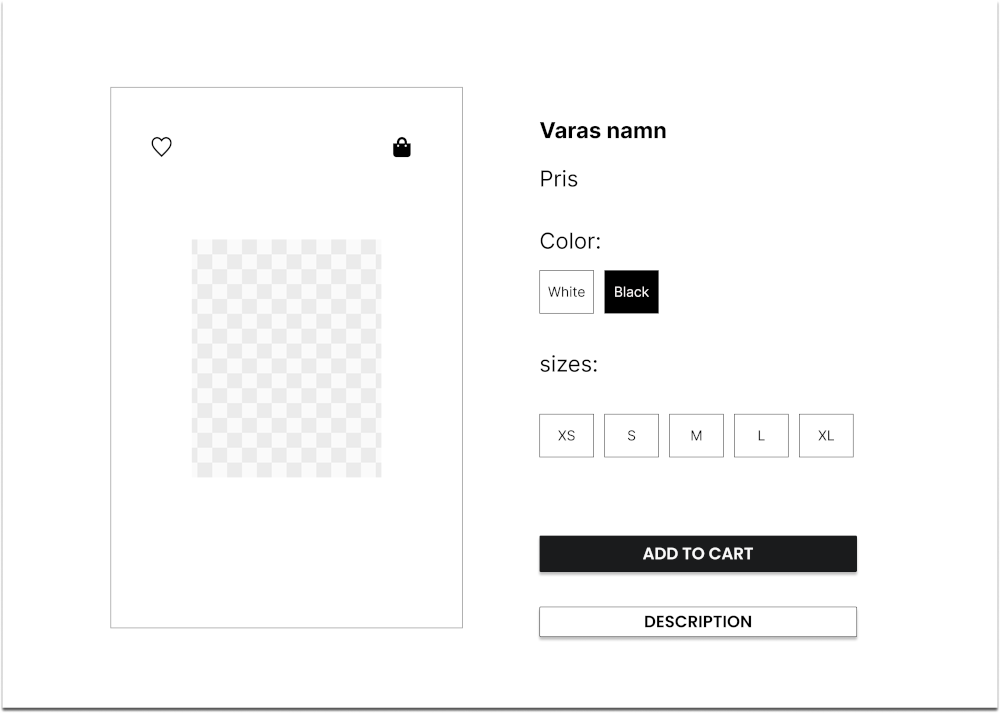 Varas namn
Pris
Color:
White Black
sizes:
XS S M L XL
ADD TO CART
DESCRIPTION